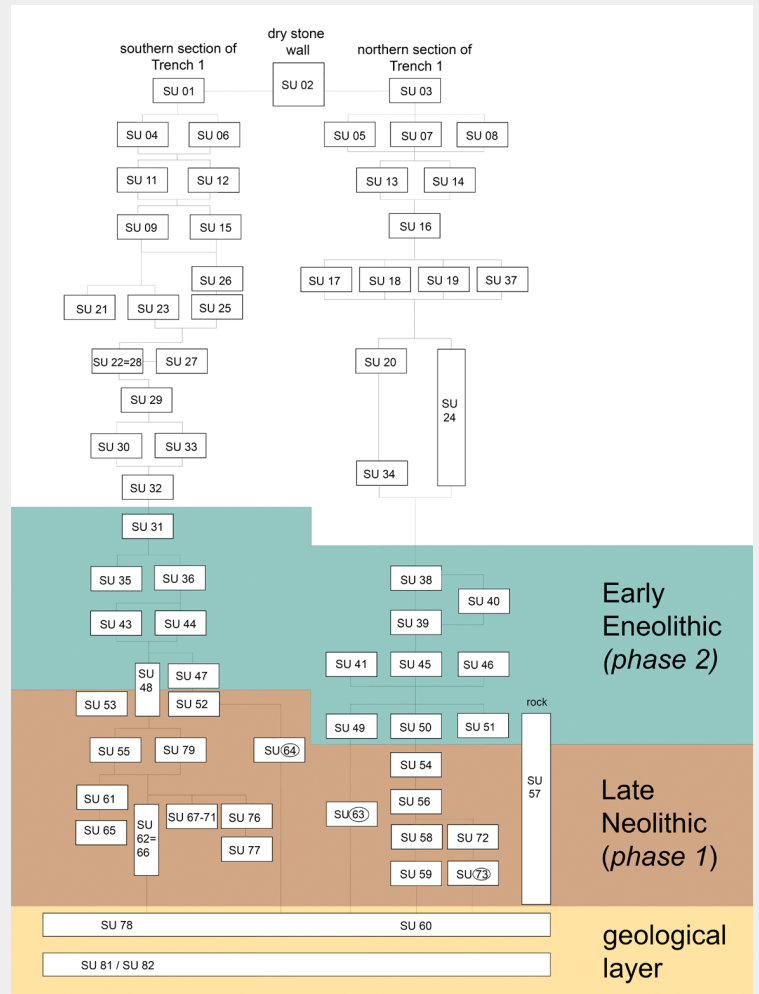 dry stone
wall
southern section of
Trench 1
northern section of
Trench 1
SU 01
SU 02
SU 03
SU 04
SU 06
SU 05
SU 07
SU 08
SU 11
SU 12
SU 13
SU 14
SU 09
SU 15
SU 16
SU 26
SU 17
SU 18
SU 19
SU 37
SU 21
SU 23
SU 25
SU 22=28
SU 27
SU 20
SU
24
SU 29
SU 30
SU 33
SU 34
SU 32
SU 31
SU 35
SU 36
SU 38
SU 40
SU 43
SU 44
SU 39
Early
Eneolithic
(phase 2)
SU
48
SU 47
SU 41
SU 45
SU 46
SU 53
SU 52
rock
SU 49
SU 50
SU 51
SU 55
SU 79
SU 64
SU 54
SU
57
SU 61
SU 65
SU
62=
66
SU 67-71
SU 76
SU 77
SU 63
SU 56
SU 58
SU 72
SU 59
SU 73
Late
Neolithic
(phase 1)
SU 78
SU 60
SU 81 / SU 82
geological
layer